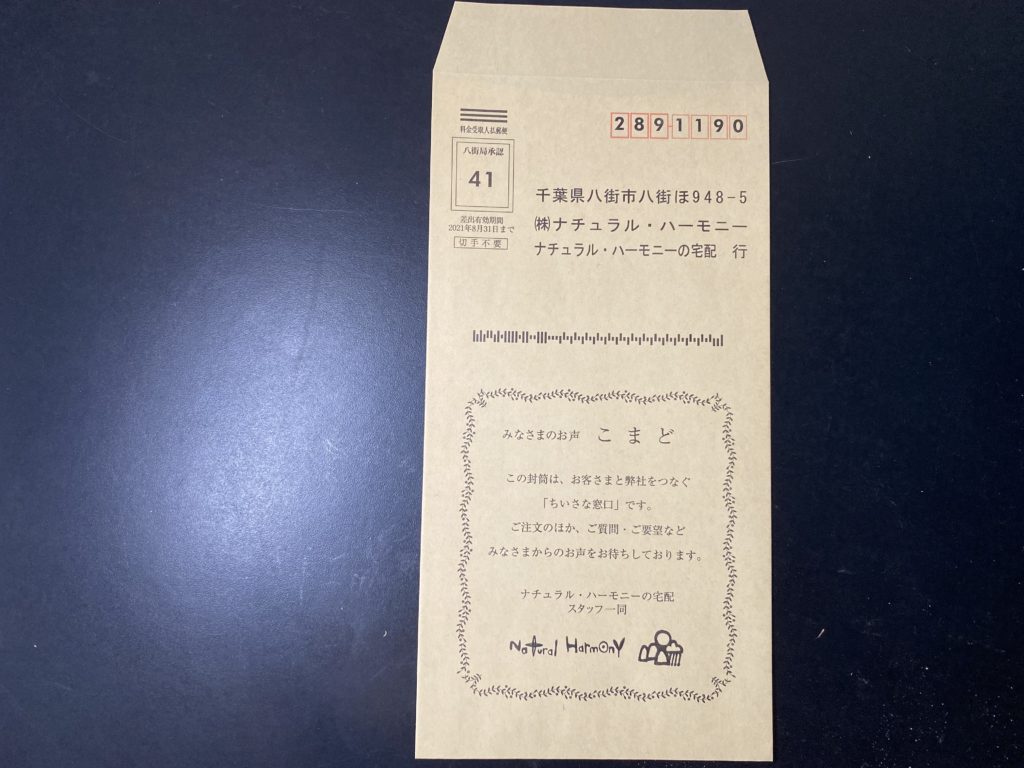 料金受取人払郵便
八街局承認
41
差出有効期間
2021年8月31日まで
切手不要
2891190
千葉県八街市八街ほ948-5
㈱ナチュラル・ハーモニー
ナチュラル・ハーモニーの宅配 行
みなさまのお声 こまど
この封筒は、お客さまと弊社をつなぐ
「ちいさな窓口」です。
ご注文のほか、ご質問・ご要望など
みなさまからのお声をお待ちしております。
ナチュラル・ハーモニーの宅配
スタッフ一同
Natural Harmony